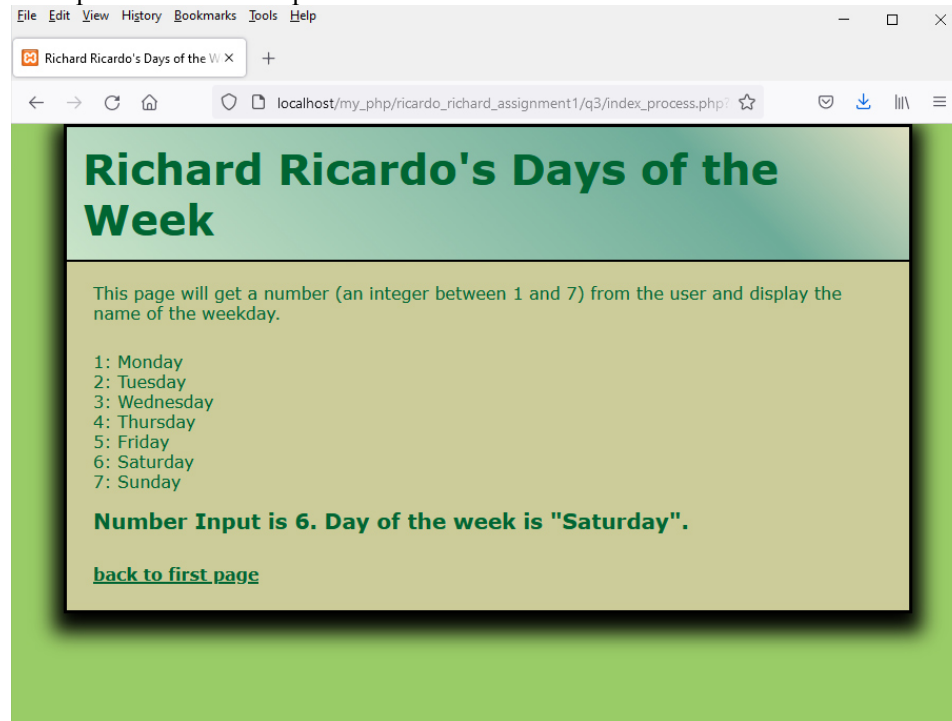 File Edit View History Bookmarks Tools Help
Richard Ricardo's Days of the W
localhost/my_php/ricardo_richard_assignment1/q3/index_process.php?
Richard Ricardo's Days of the
Week
This page will get a number (an integer between 1 and 7) from the user and display the
name of the weekday.
1: Monday
2: Tuesday
3: Wednesday
4: Thursday
5: Friday
6: Saturday
7: Sunday
Number Input is 6. Day of the week is "Saturday".
back to first page